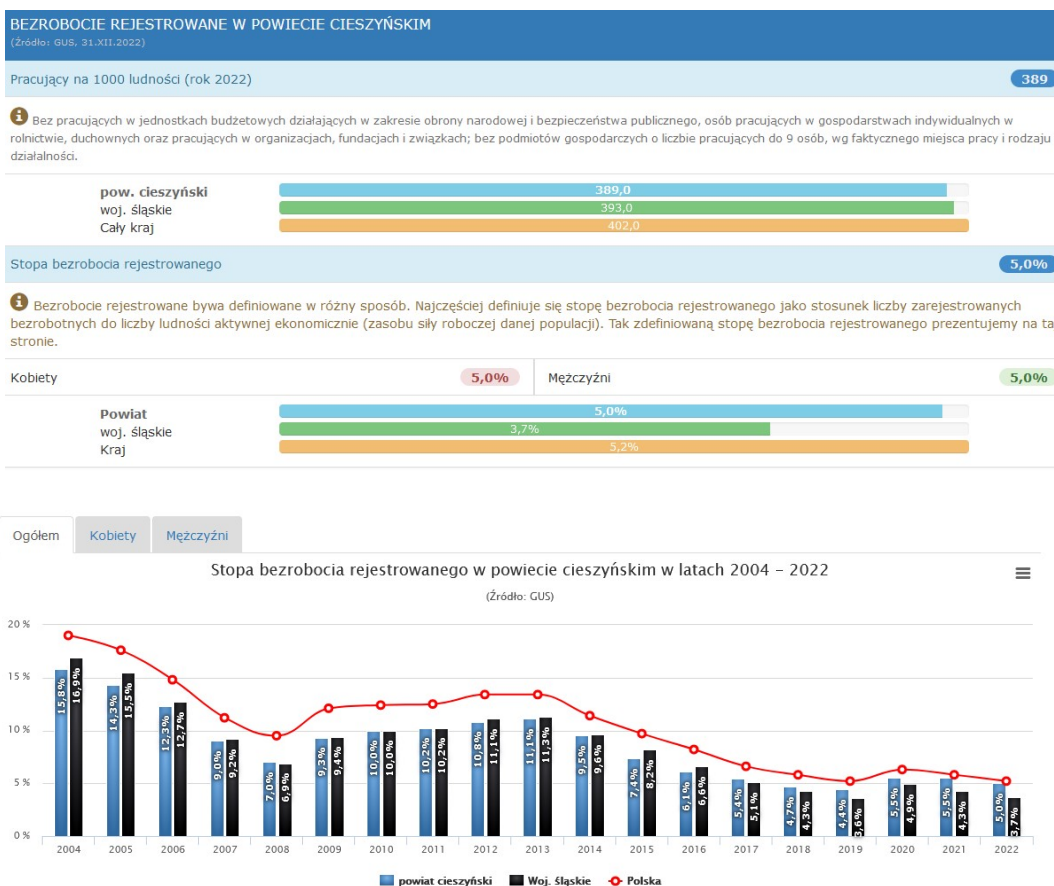 BEZROBOCIE REJESTROWANE W POWIECIE CIESZYŃSKIM
(Źródło: GUS, 31.XII.2022)
Pracujący na 1000 ludności (rok 2022) 389
Bez pracujących w jednostkach budżetowych działających w zakresie obrony narodowej i bezpieczeństwa publicznego, osób pracujących w gospodarstwach indywidualnych w
rolnictwie, duchownych oraz pracujących w organizacjach, fundacjach i związkach; bez podmiotów gospodarczych o liczbie pracujących do 9 osób, wg faktycznego miejsca pracy i rodzaju
działalności.
pow. cieszyński 389,0
woj. śląskie 393,0
Cały kraj 402,0
Stopa bezrobocia rejestrowanego 5,0%
Bezrobocie rejestrowane bywa definiowane w różny sposób. Najczęściej definiuje się stopę bezrobocia rejestrowanego jako stosunek liczby zarejestrowanych
bezrobotnych do liczby ludności aktywnej ekonomicznie (zasobu siły roboczej danej populacji). Tak zdefiniowaną stopę bezrobocia rejestrowanego prezentujemy na ta
stronie.
Kobiety 5,0% Mężczyźni 5,0%
Powiat 5,0%
woj. śląskie 3,7%
Kraj 5,2%
Ogółem Kobiety Mężczyźni
Stopa bezrobocia rejestrowanego w powiecie cieszyńskim w latach 2004 – 2022
(Źródło: GUS)
20 %
15 %
10 %
5 %
0 %
15,8% 16,9% 14,3% 15,5% 12,3% 12,7% 9,0% 9,2% 7,0% 6,9% 9,3% 9,4% 10,0% 10,0% 10,2% 10,2% 10,8% 11,1% 11,1% 11,3% 9,5% 9,6% 7,4% 8,2% 6,1% 6,6% 5,4% 5,1% 4,7% 4,3% 4,4% 3,6% 5,5% 4,9% 5,5% 4,3% 5,0% 3,7%
2004 2005 2006 2007 2008 2009 2010 2011 2012 2013 2014 2015 2016 2017 2018 2019 2020 2021 2022
powiat cieszyński Woj. śląskie Polska